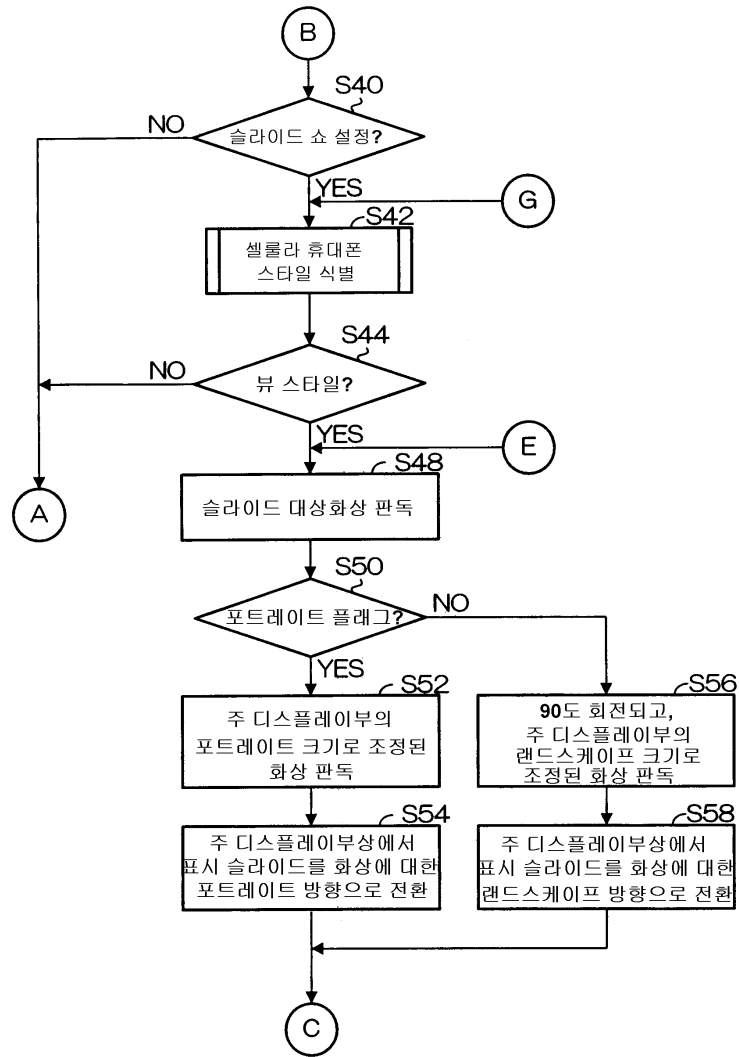 B
S40
NO
슬라이드 쇼 설정?
YES
G
S42
셀룰라 휴대폰
스타일 식별
S44
NO
뷰 스타일?
YES
E
S48
A
슬라이드 대상화상 판독
S50
포트레이트 플래그?
NO
YES
S52
주 디스플레이부의
포트레이트 크기로 조정된
화상 판독
S56
90도 회전되고,
주 디스플레이부의
랜드스케이프 크기로
조정된 화상 판독
S54
주 디스플레이부상에서
표시 슬라이드를 화상에 대한
포트레이트 방향으로 전환
S58
주 디스플레이부상에서
표시 슬라이드를 화상에 대한
랜드스케이프 방향으로 전환
C